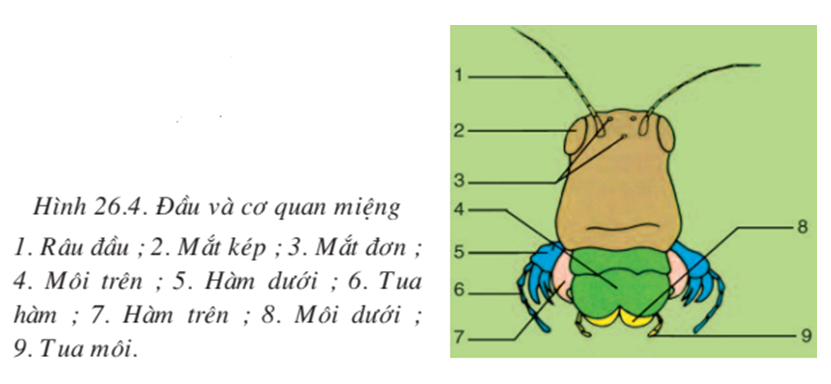 Hình 26.4. Đầu và cơ quan miệng
1. Râu đầu ; 2. Mắt kép ; 3. Mắt đơn ;
4. Môi trên ; 5. Hàm dưới ; 6. Tua
hàm ; 7. Hàm trên ; 8. Môi dưới ;
9. Tua môi.
1
2
3
4
5
6
7
8
9